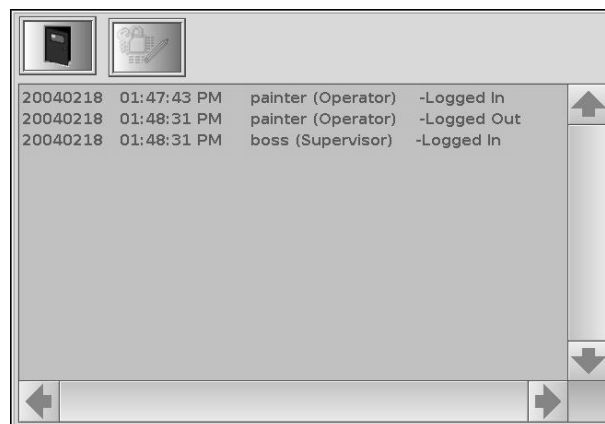 20040218 01:47:43 PM painter (Operator) -Logged In
20040218 01:48:31 PM painter (Operator) -Logged Out
20040218 01:48:31 PM boss (Supervisor) -Logged In